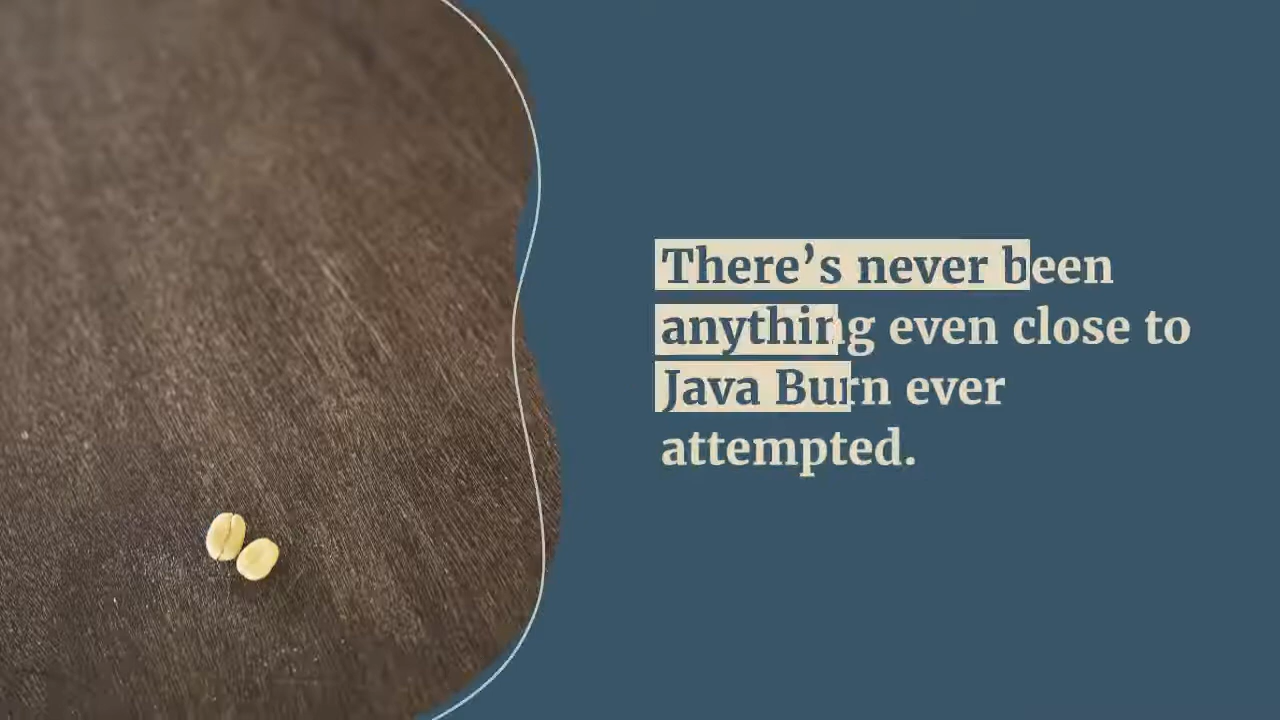 There’s never been
anything even close to
Java Burn ever
attempted.